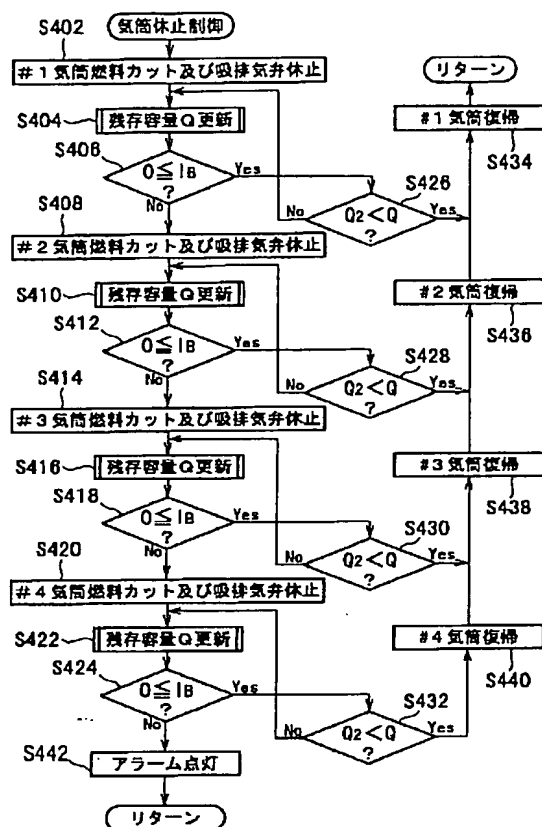 気筒休止制御
S402
#1気筒燃料カット及び吸排気弁休止
S404
残存容量Q更新
S406
0≦IB
?
Yes
No
S426
Q2<Q
?
No
Yes
S408
#2気筒燃料カット及び吸排気弁休止
S410
残存容量Q更新
S412
0≦IB
?
Yes
No
S428
Q2<Q
?
No
Yes
S414
#3気筒燃料カット及び吸排気弁休止
S416
残存容量Q更新
S418
0≦IB
?
Yes
No
S430
Q2<Q
?
No
Yes
S420
#4気筒燃料カット及び吸排気弁休止
S422
残存容量Q更新
S424
0≦IB
?
Yes
No
S432
Q2<Q
?
No
Yes
S442
アラーム点灯
リターン
リターン
#1気筒復帰
S434
#2気筒復帰
S436
#3気筒復帰
S438
#4気筒復帰
S440